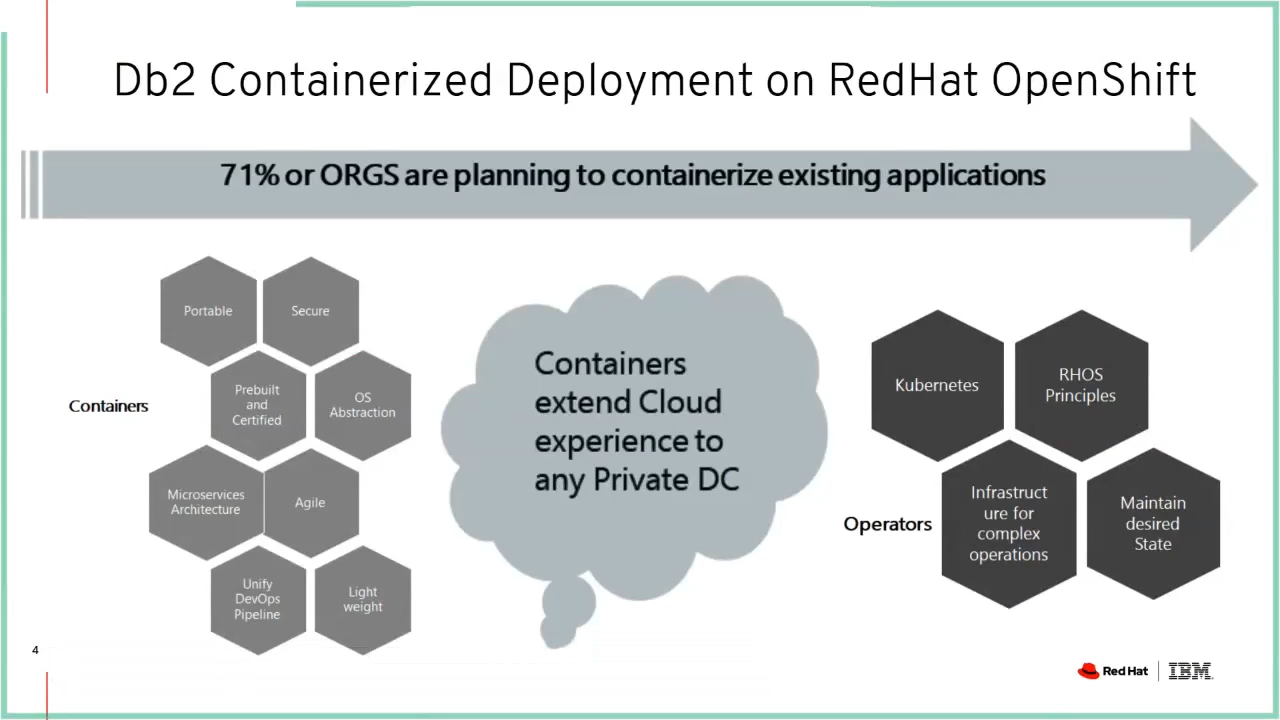 Db2 Containerized Deployment on RedHat OpenShift
71% or ORGS are planning to containerize existing applications
Portable
Secure
Prebuilt
and
Certified
OS
Abstraction
Containers
Microservices
Architecture
Agile
Unify
DevOps
Pipeline
Light
weight
Containers
extend Cloud
experience to
any Private DC
Kubernetes
RHOS
Principles
Operators
Infrastruct
ure for
complex
operations
Maintain
desired
State
4
Red Hat
IBM